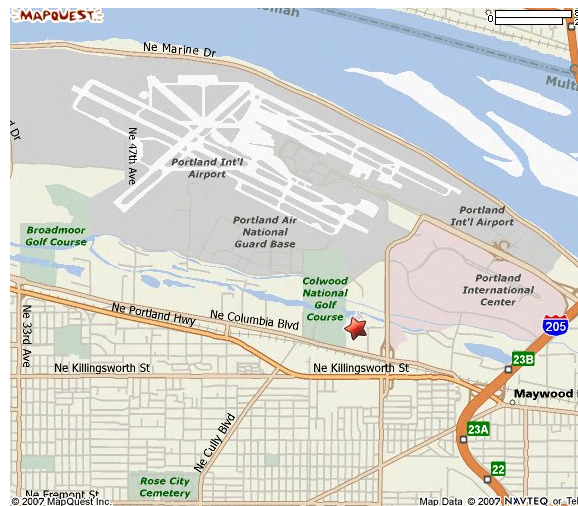 MAPQUEST
0
Ne Marine Dr
Ne 47th Ave
Portland Int'l
Airport
Portland Air
National
Guard Base
Portland
Int'l Airport
Broadmoor
Golf Course
Colwood
National
Golf
Course
Portland
International
Center
Ne Portland Hwy
Ne Columbia Blvd
205
Ne 33rd Ave
Ne Killingsworth St
Ne Killingsworth St
23B
Maywood
23A
Ne Cully Blvd
22
Rose City
Cemetery
Ne Fremont St
© 2007 MapQuest Inc.
Map Data © 2007 NAVTEQ or Tel